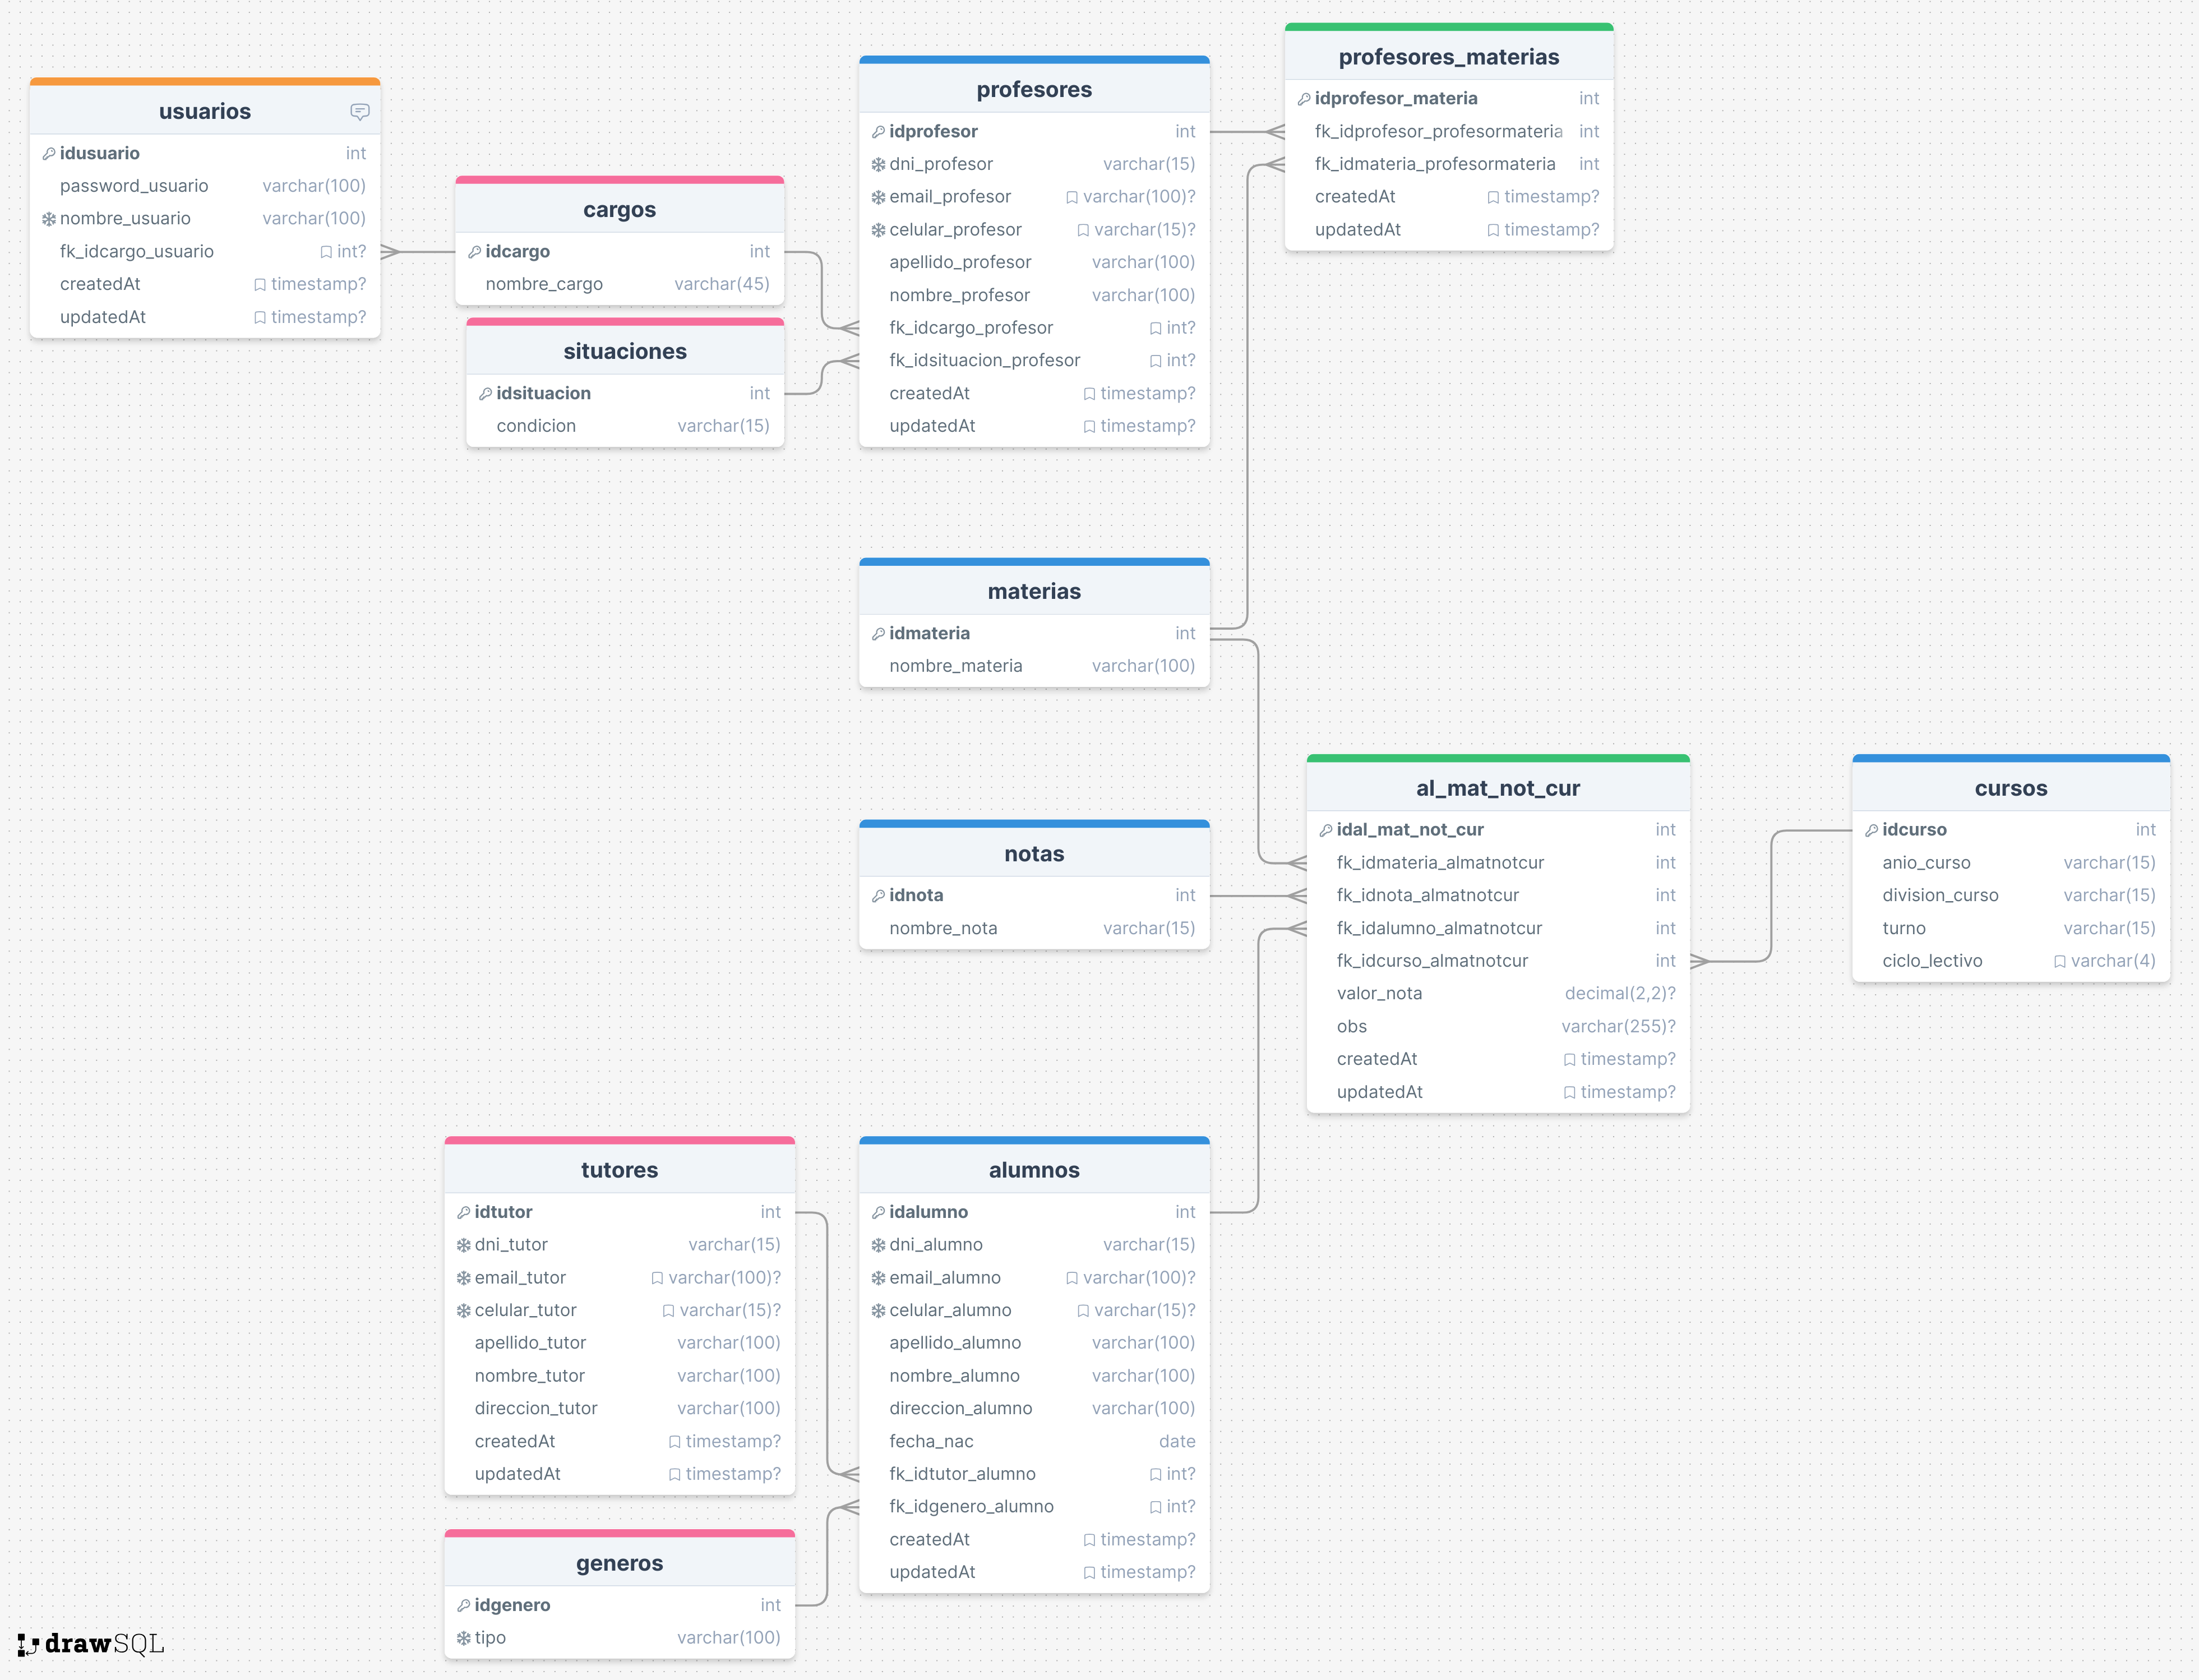 usuarios
idusuario int
password_usuario varchar(100)
nombre_usuario varchar(100)
fk_idcargo_usuario int?
createdAt timestamp?
updatedAt timestamp?
cargos
idcargo int
nombre_cargo varchar(45)
situaciones
idsituacion int
condicion varchar(15)
profesores
idprofesor int
dni_profesor varchar(15)
email_profesor varchar(100)?
celular_profesor varchar(15)?
apellido_profesor varchar(100)
nombre_profesor varchar(100)
fk_idcargo_profesor int?
fk_idsituacion_profesor int?
createdAt timestamp?
updatedAt timestamp?
profesores_materias
idprofesor_materia int
fk_idprofesor_profesormateria int
fk_idmateria_profesormateria int
createdAt timestamp?
updatedAt timestamp?
materias
idmateria int
nombre_materia varchar(100)
notas
idnota int
nombre_nota varchar(15)
al_mat_not_cur
idal_mat_not_cur int
fk_idmateria_almatnotcur int
fk_idnota_almatnotcur int
fk_idalumno_almatnotcur int
fk_idcurso_almatnotcur int
valor_nota decimal(2,2)?
obs varchar(255)?
createdAt timestamp?
updatedAt timestamp?
cursos
idcurso int
anio_curso varchar(15)
division_curso varchar(15)
turno varchar(15)
ciclo_lectivo varchar(4)
tutores
idtutor int
dni_tutor varchar(15)
email_tutor varchar(100)?
celular_tutor varchar(15)?
apellido_tutor varchar(100)
nombre_tutor varchar(100)
direccion_tutor varchar(100)
createdAt timestamp?
updatedAt timestamp?
alumnos
idalumno int
dni_alumno varchar(15)
email_alumno varchar(100)?
celular_alumno varchar(15)?
apellido_alumno varchar(100)
nombre_alumno varchar(100)
direccion_alumno varchar(100)
fecha_nac date
fk_idtutor_alumno int?
fk_idgenero_alumno int?
createdAt timestamp?
updatedAt timestamp?
generos
idgenero int
tipo varchar(100)
drawSQL